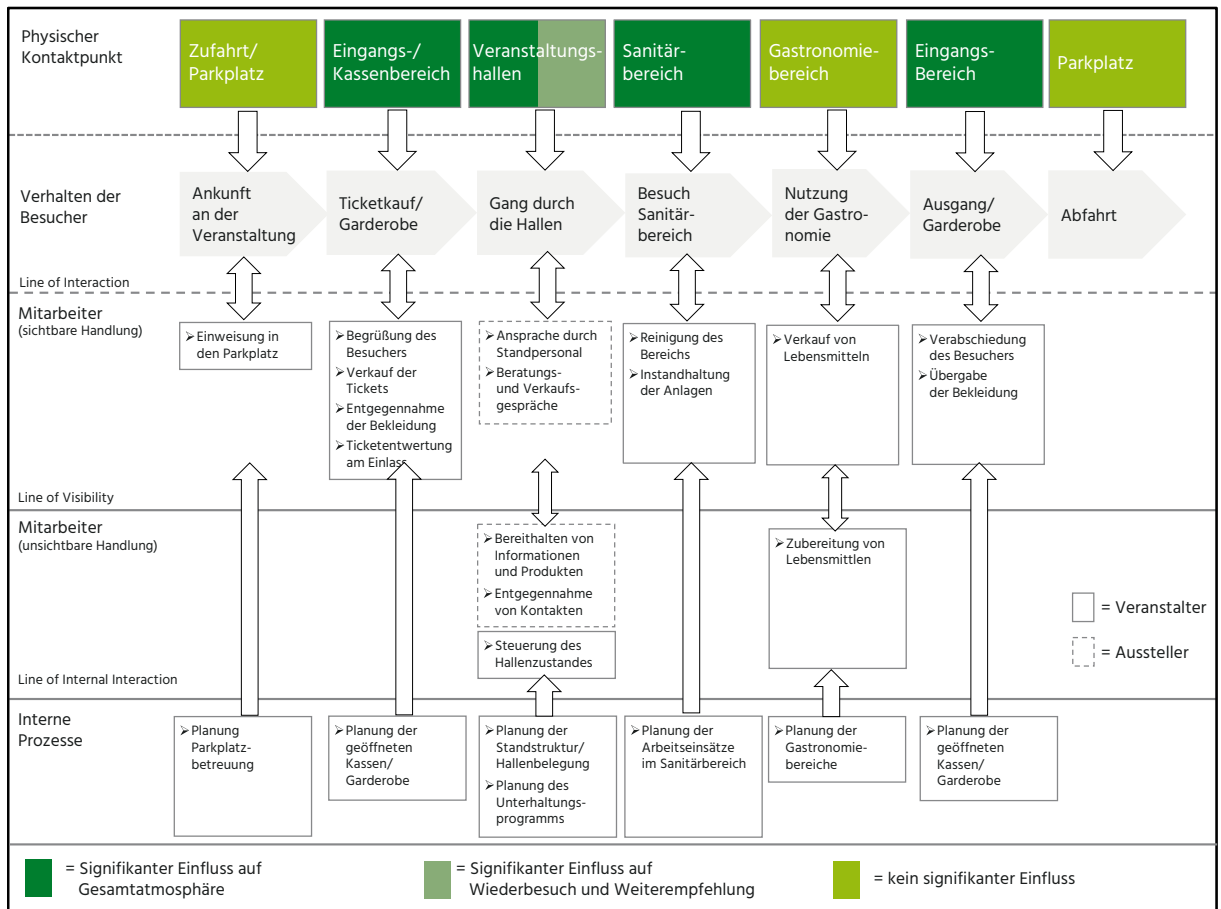 Physischer
Kontaktpunkt
Zufahrt/
Parkplatz
Eingangs-/
Kassenbereich
Veranstaltungs-
hallen
Sanitär-
bereich
Gastronomie-
bereich
Eingangs-
Bereich
Parkplatz
Verhalten der
Besucher
Ankunft
an der
Veranstaltung
Ticketkauf/
Garderobe
Gang durch
die Hallen
Besuch
Sanitär-
bereich
Nutzung
der Gastro-
nomie
Ausgang/
Garderobe
Abfahrt
Line of Interaction
Mitarbeiter
(sichtbare Handlung)
➢Einweisung in
den Parkplatz
➢Begrüßung des
Besuchers
➢Verkauf der
Tickets
➢Entgegennahme
der Bekleidung
➢Ticketentwertung
am Einlass
➢Ansprache durch
Standpersonal
➢Beratungs-
und Verkaufs-
gespräche
➢Reinigung des
Bereichs
➢Instandhaltung
der Anlagen
➢Verkauf von
Lebensmitteln
➢Verabschiedung
des Besuchers
➢Übergabe
der Bekleidung
Line of Visibility
Mitarbeiter
(unsichtbare Handlung)
➢Bereithalten von
Informationen
und Produkten
➢Entgegennahme
von Kontakten
➢Steuerung des
Hallenzustandes
➢Zubereitung von
Lebensmittlen
= Veranstalter
= Aussteller
Line of Internal Interaction
Interne
Prozesse
➢Planung
Parkplatz-
betreuung
➢Planung der
geöffneten
Kassen/
Garderobe
➢Planung der
Standstruktur/
Hallenbelegung
➢Planung des
Unterhaltungs-
programms
➢Planung der
Arbeitseinsätze
im Sanitärbereich
➢Planung der
Gastronomie-
bereiche
➢Planung der
geöffneten
Kassen/
Garderobe
= Signifikanter Einfluss auf
Gesamtatmosphäre
= Signifikanter Einfluss auf
Wiederbesuch und Weiterempfehlung
= kein signifikanter Einfluss